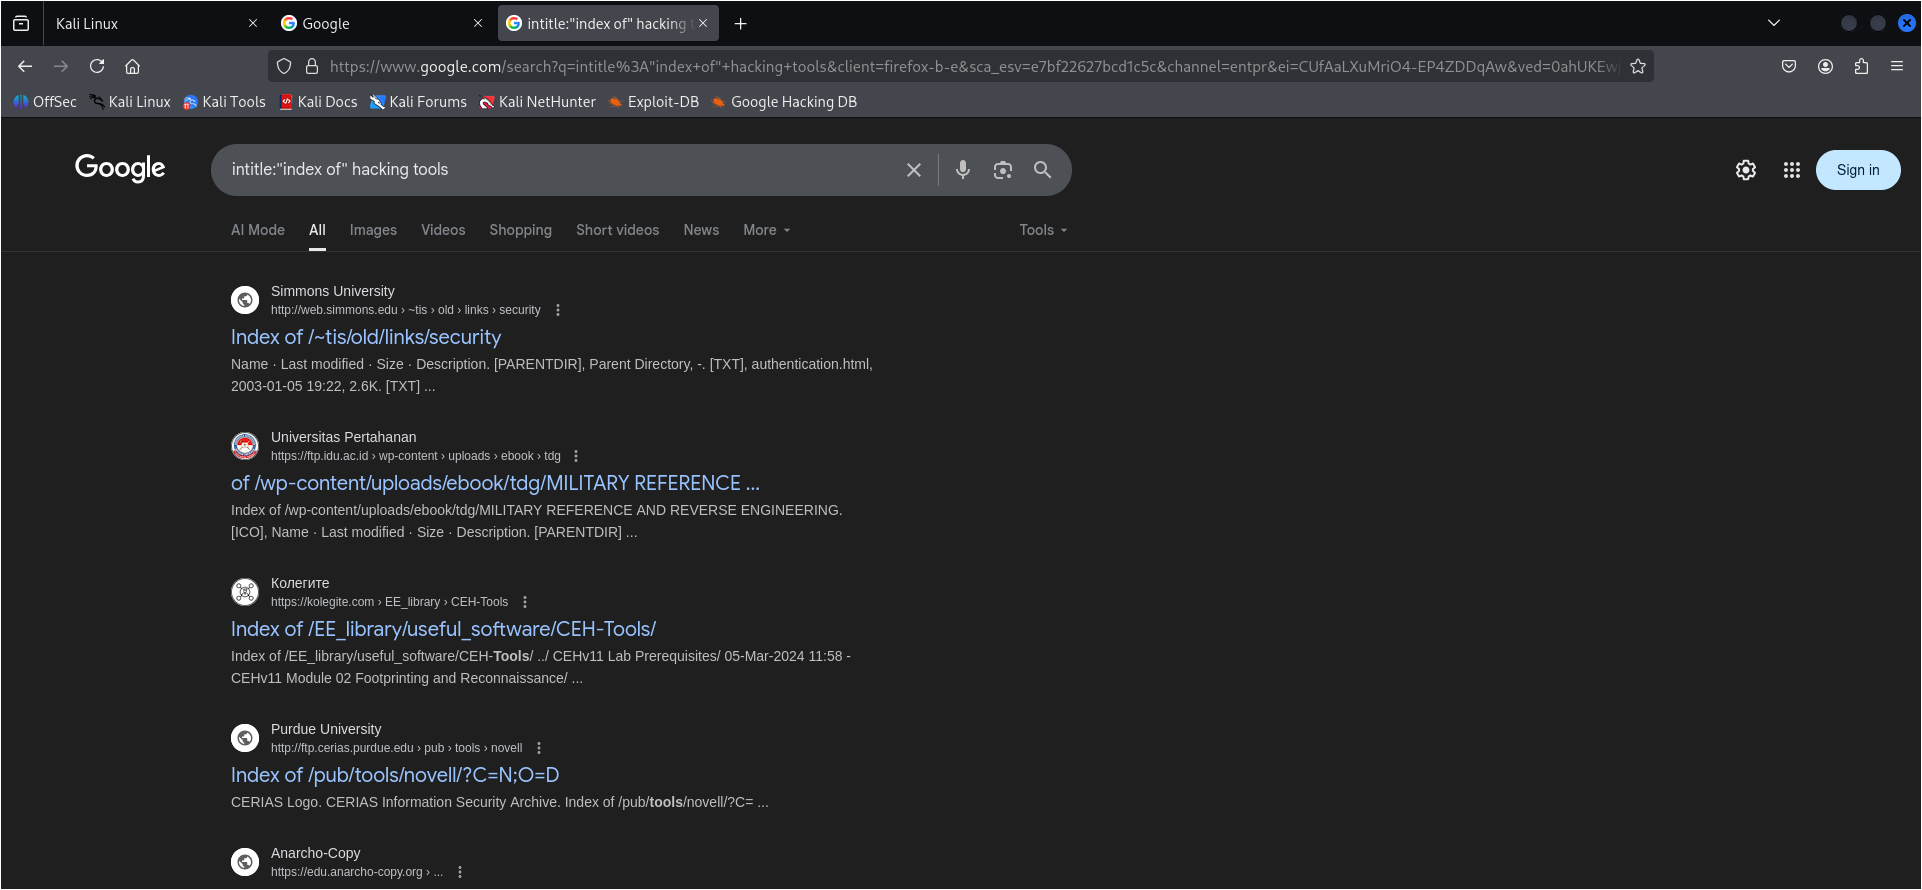 Kali Linux
Google
intitle:"index of" hacking
https://www.google.com/search?q=intitle%3A"index+of"+hacking+tools&client=firefox-b-e&sca_esv=e7bf22627bcd1c5c&channel=entpr&ei=CUfAaLXuMriO4-EP4ZDDqAw&ved=0ahUKEw
OffSec
Kali Linux
Kali Tools
Kali Docs
Kali Forums
Kali NetHunter
Exploit-DB
Google Hacking DB
Google
intitle:"index of" hacking tools
Sign in
AI Mode
All
Images
Videos
Shopping
Short videos
News
More
Tools
Simmons University
http://web.simmons.edu › ~tis › old › links › security
Index of /~tis/old/links/security
Name · Last modified · Size · Description. [PARENTDIR], Parent Directory, -. [TXT], authentication.html,
2003-01-05 19:22, 2.6K. [TXT] ...
Universitas Pertahanan
https://ftp.idu.ac.id › wp-content › uploads › ebook › tdg
of /wp-content/uploads/ebook/tdg/MILITARY REFERENCE ...
Index of /wp-content/uploads/ebook/tdg/MILITARY REFERENCE AND REVERSE ENGINEERING.
[ICO], Name · Last modified · Size · Description. [PARENTDIR] ...
Колегите
https://kolegite.com › EE_library › CEH-Tools
Index of /EE_library/useful_software/CEH-Tools/
Index of /EE_library/useful_software/CEH-Tools/ ../ CEHv11 Lab Prerequisites/ 05-Mar-2024 11:58 -
CEHv11 Module 02 Footprinting and Reconnaissance/ ...
Purdue University
http://ftp.cerias.purdue.edu › pub › tools › novell
Index of /pub/tools/novell/?C=N;O=D
CERIAS Logo. CERIAS Information Security Archive. Index of /pub/tools/novell/?C= ...
Anarcho-Copy
https://edu.anarcho-copy.org › ...